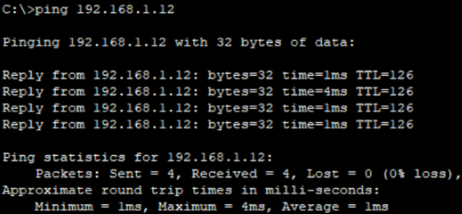 C:\>ping 192.168.1.12
Pinging 192.168.1.12 with 32 bytes of data:
Reply from 192.168.1.12: bytes=32 time=1ms TTL=126
Reply from 192.168.1.12: bytes=32 time=4ms TTL=126
Reply from 192.168.1.12: bytes=32 time=1ms TTL=126
Reply from 192.168.1.12: bytes=32 time=1ms TTL=126
Ping statistics for 192.168.1.12:
Packets: Sent = 4, Received = 4, Lost = 0 (0% loss),
Approximate round trip times in milli-seconds:
Minimum = 1ms, Maximum = 4ms, Average = 1ms